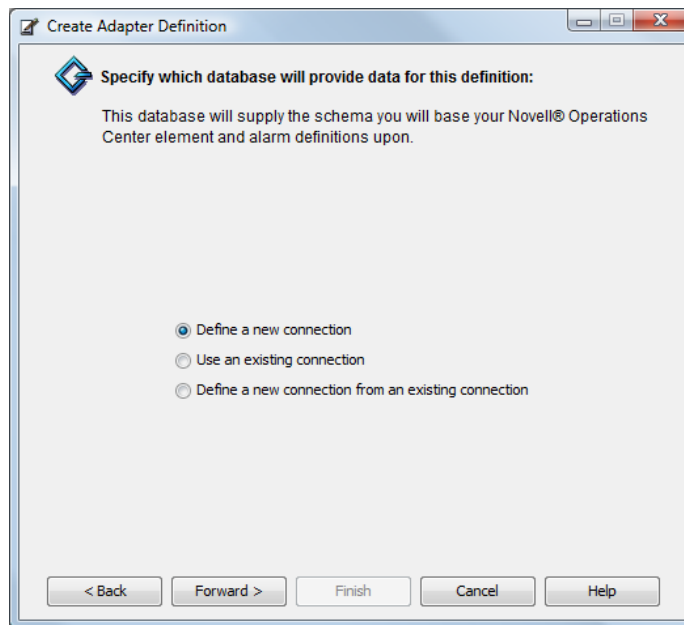 Create Adapter Definition
Specify which database will provide data for this definition:
This database will supply the schema you will base your Novell® Operations
Center element and alarm definitions upon.
Define a new connection
Use an existing connection
Define a new connection from an existing connection
< Back Forward > Finish Cancel Help